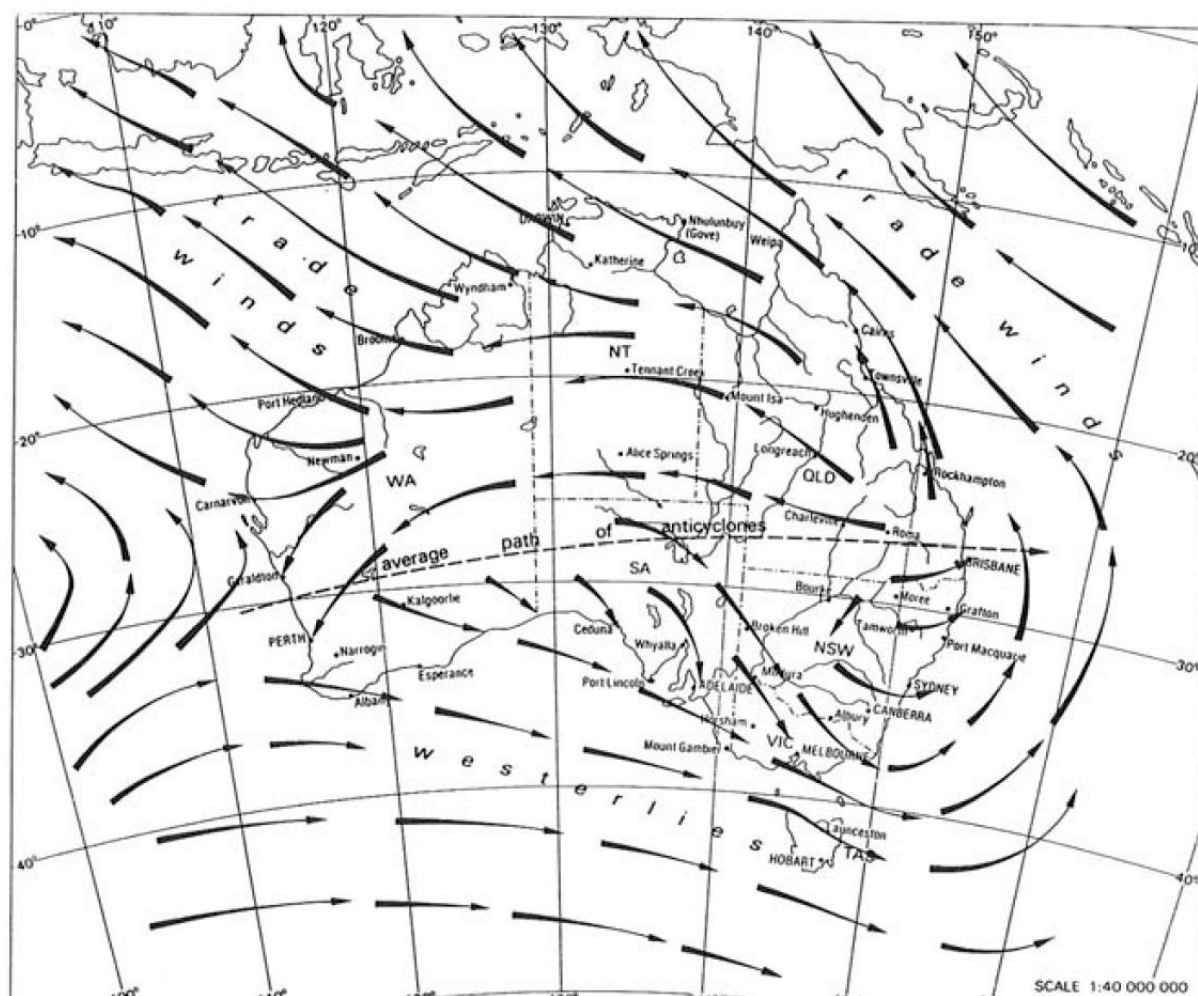 0°
110°
120°
130°
140°
150°
trade
winds
trade
winds
10°
10
DARWIN
Nhulunbuy
(Gove)
Weipa
Katherine
Wyndham
Broome
Cairns
NT
Tennant Creek
Townsville
Port Hedland
Mount Isa
Hughenden
20°
20°
Newman
Alice Springs
Longreach
Rockhampton
WA
QLD
Carnarvon
Charleville
Roma
average path of anticyclones
BRISBANE
Geraldton
SA
Kalgoorlie
Bourke
Moree
Grafton
Ceduna
Broken Hill
Tamworth
30°
PERTH
Narrogin
Whyalla
NSW
Port Macquarie
30°
Esperance
Port Lincoln
ADELAIDE
Mildura
SYDNEY
Albany
Horsham
Albury
CANBERRA
Mount Gambier
VIC
MELBOURNE
westerlies
Launceston
40°
HOBART
TAS
40°
SCALE 1:40 000 000